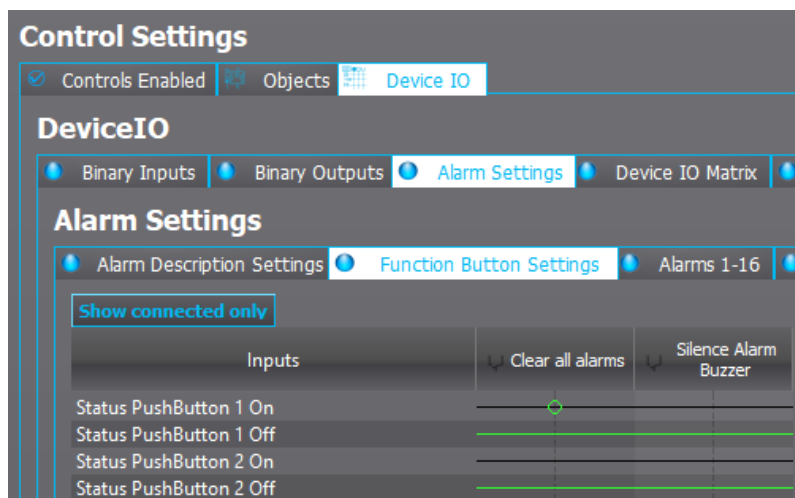 Control Settings
Controls Enabled Objects Device IO
DeviceIO
Binary Inputs Binary Outputs Alarm Settings Device IO Matrix
Alarm Settings
Alarm Description Settings Function Button Settings Alarms 1-16
Show connected only
Inputs Clear all alarms Silence Alarm
Buzzer
Status PushButton 1 On
Status PushButton 1 Off
Status PushButton 2 On
Status PushButton 2 Off